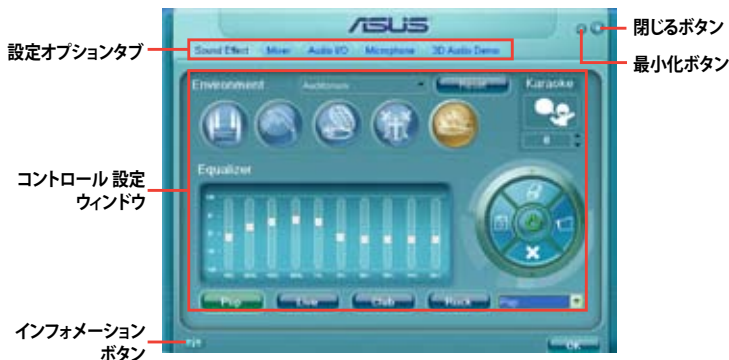 ASUS
閉じるボタン
最小化ボタン
設定オプションタブ
Sound Effect Mixer Audio I/O Microphone 3D Audio Demo
Environment Auditorium Reset Karaoke
0
コントロール 設定
ウィンドウ
Equalizer
Pop Live Club Rock Pop
インフォメーション
ボタン
OK